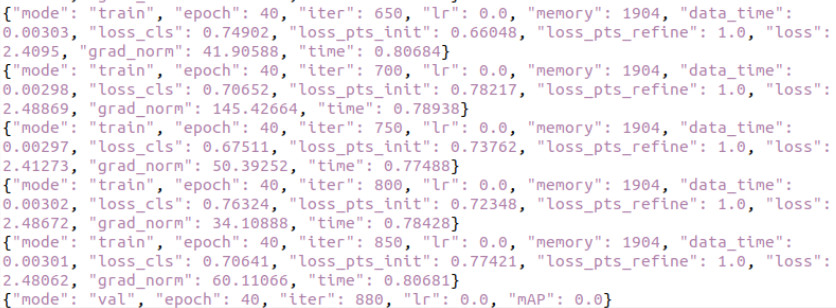 {"mode": "train", "epoch": 40, "iter": 650, "lr": 0.0, "memory": 1904, "data_time":
0.00303, "loss_cls": 0.74902, "loss_pts_init": 0.66048, "loss_pts_refine": 1.0, "loss":
2.4095, "grad_norm": 41.90588, "time": 0.80684}
{"mode": "train", "epoch": 40, "iter": 700, "lr": 0.0, "memory": 1904, "data_time":
0.00298, "loss_cls": 0.70652, "loss_pts_init": 0.78217, "loss_pts_refine": 1.0, "loss":
2.48869, "grad_norm": 145.42664, "time": 0.78938}
{"mode": "train", "epoch": 40, "iter": 750, "lr": 0.0, "memory": 1904, "data_time":
0.00297, "loss_cls": 0.67511, "loss_pts_init": 0.73762, "loss_pts_refine": 1.0, "loss":
2.41273, "grad_norm": 50.39252, "time": 0.77488}
{"mode": "train", "epoch": 40, "iter": 800, "lr": 0.0, "memory": 1904, "data_time":
0.00302, "loss_cls": 0.76324, "loss_pts_init": 0.72348, "loss_pts_refine": 1.0, "loss":
2.48672, "grad_norm": 34.10888, "time": 0.78428}
{"mode": "train", "epoch": 40, "iter": 850, "lr": 0.0, "memory": 1904, "data_time":
0.00301, "loss_cls": 0.70641, "loss_pts_init": 0.77421, "loss_pts_refine": 1.0, "loss":
2.48062, "grad_norm": 60.11066, "time": 0.80681}
{"mode": "val", "epoch": 40, "iter": 880, "lr": 0.0, "mAP": 0.0}